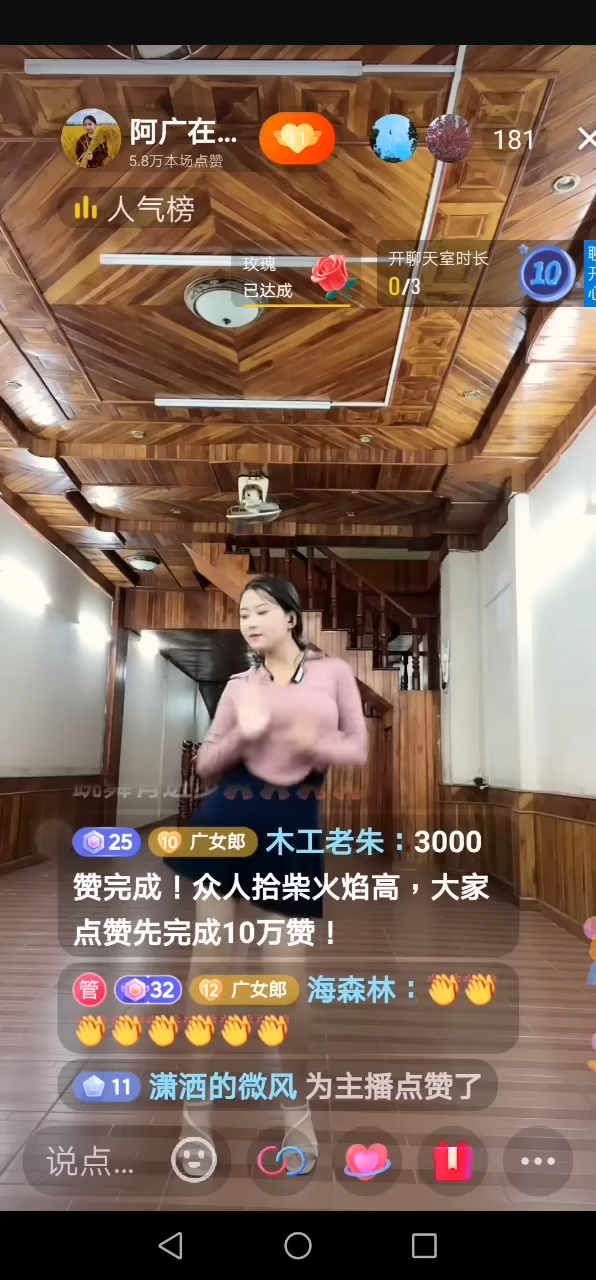 阿广在...
11
181
5.8万本场点赞
人气榜
玫瑰
已达成
开聊天室时长
0/3
10
25 10 广女郎 木工老朱：3000
赞完成！众人拾柴火焰高，大家
点赞先完成10万赞！
管 32 12 广女郎 海森林：👏👏
👏👏👏👏👏👏
11 潇洒的微风 为主播点赞了
说点...